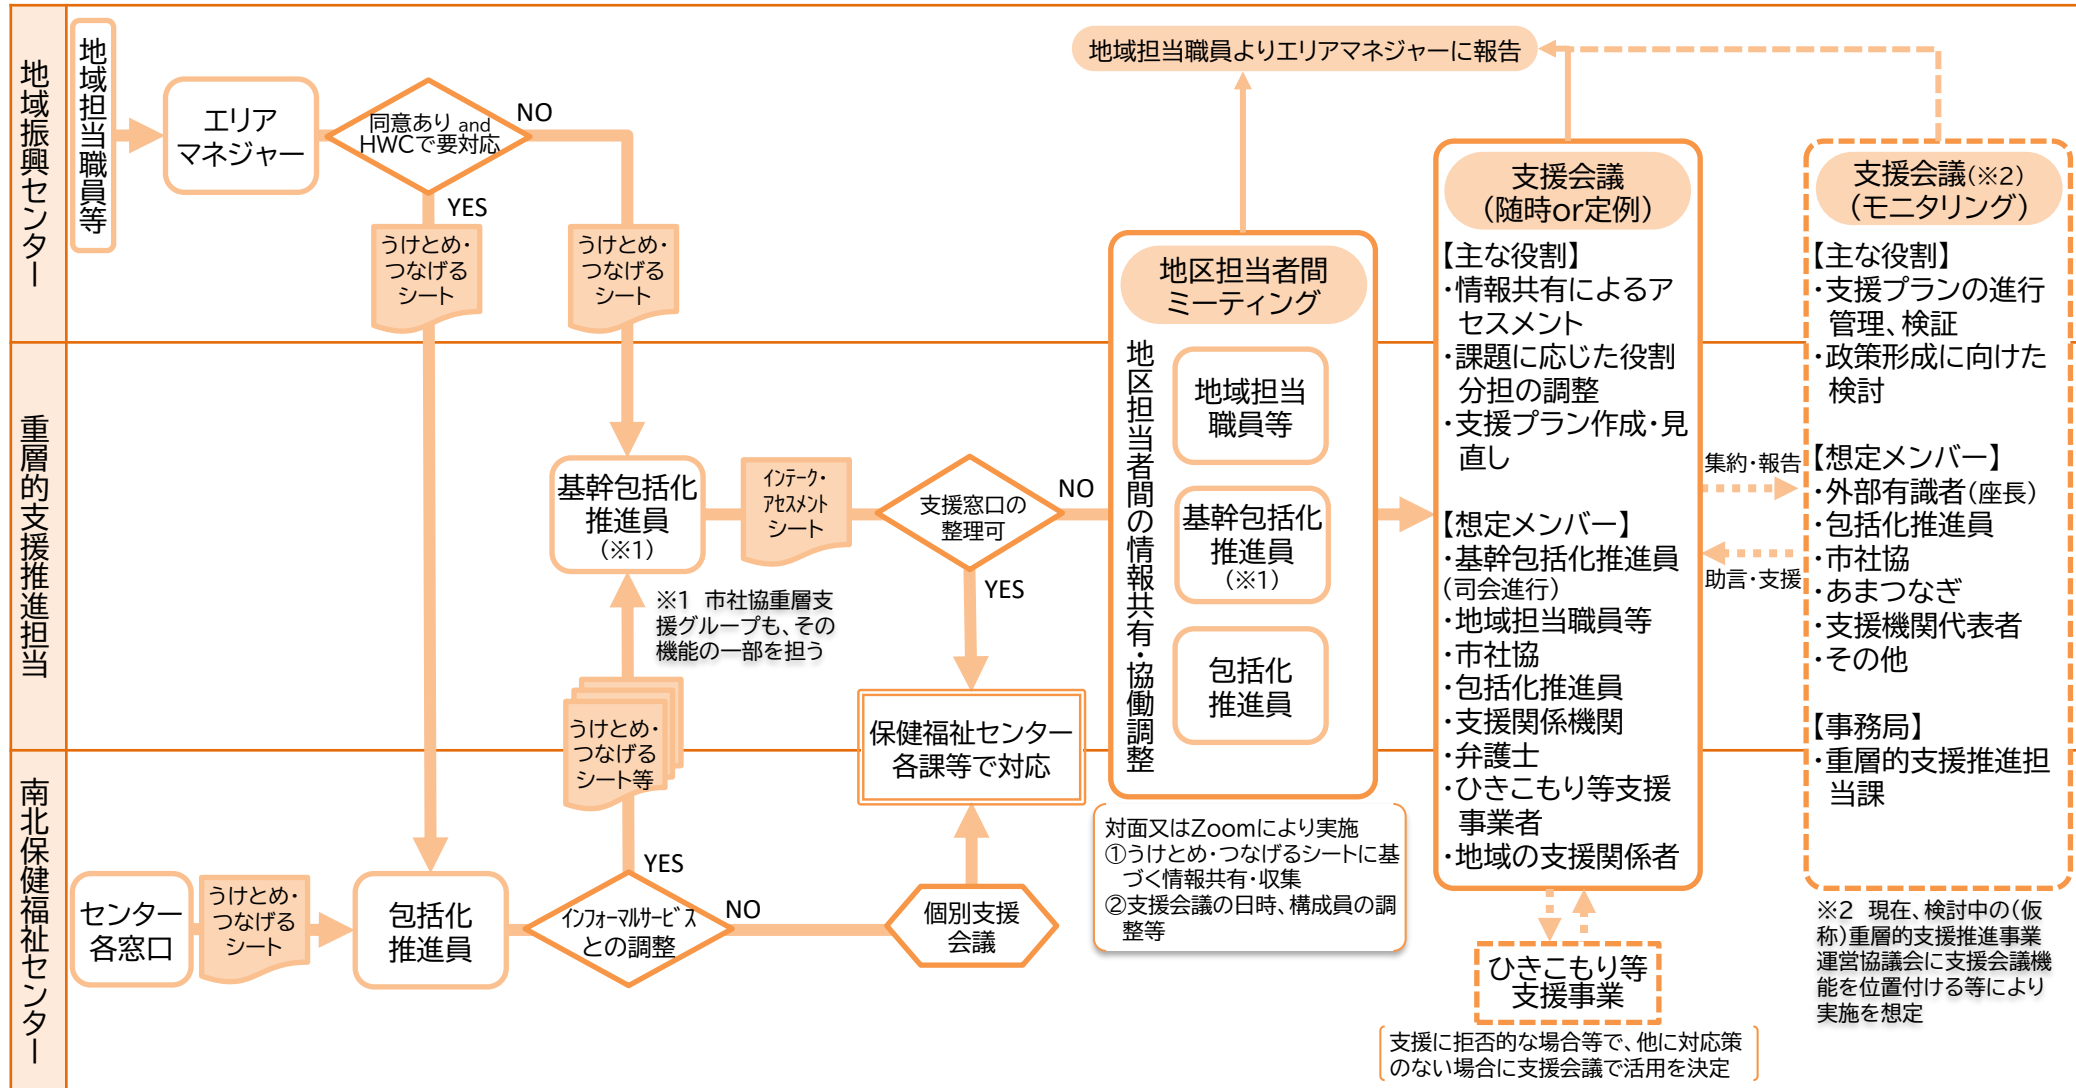 地域振興センター
地域担当職員等
エリア
マネジャー
同意あり and
HWCで要対応
NO
YES
うけとめ・
つなげる
シート
うけとめ・
つなげる
シート
地域担当職員よりエリアマネジャーに報告
重層的支援推進担当
基幹包括化
推進員
(※1)
インテーク・
アセスメント
シート
支援窓口の
整理可
NO
YES
※1　市社協重層支
援グループも、その
機能の一部を担う
うけとめ・
つなげる
シート等
保健福祉センター
各課等で対応
南北保健福祉センター
センター
各窓口
うけとめ・
つなげる
シート
包括化
推進員
インフォーマルサービス
との調整
YES
NO
個別支援
会議
地区担当者間
ミーティング
地区担当者間の情報共有・協働調整
地域担当
職員等
基幹包括化
推進員
(※1)
包括化
推進員
対面又はZoomにより実施
①うけとめ・つなげるシートに基
づく情報共有・収集
②支援会議の日時、構成員の調
整等
支援会議
(随時or定例)
【主な役割】
・情報共有によるア
セスメント
・課題に応じた役割
分担の調整
・支援プラン作成・見
直し
【想定メンバー】
・基幹包括化推進員
(司会進行)
・地域担当職員等
・市社協
・包括化推進員
・支援関係機関
・弁護士
・ひきこもり等支援
事業者
・地域の支援関係者
集約・報告
助言・支援
ひきこもり等
支援事業
支援に拒否的な場合等で、他に対応策
のない場合に支援会議で活用を決定
支援会議(※2)
(モニタリング)
【主な役割】
・支援プランの進行
管理、検証
・政策形成に向けた
検討
【想定メンバー】
・外部有識者(座長)
・包括化推進員
・市社協
・あまつなぎ
・支援機関代表者
・その他
【事務局】
・重層的支援推進担
当課
※2　現在、検討中の(仮
称)重層的支援推進事業
運営協議会に支援会議機
能を位置付ける等により
実施を想定